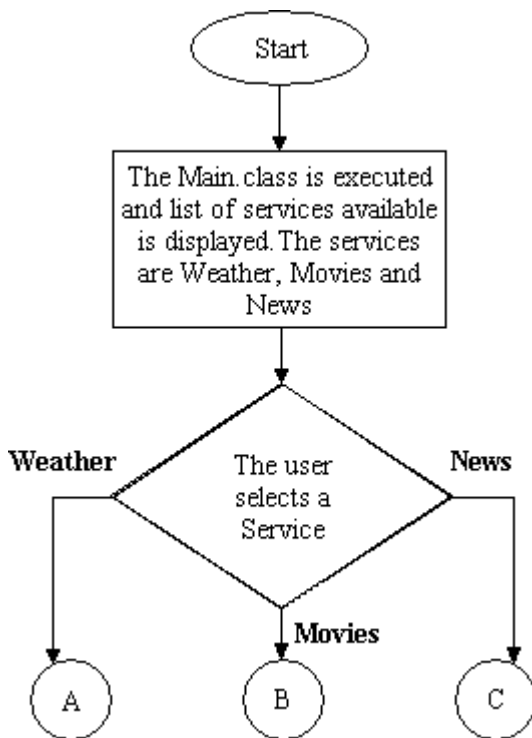 Start
The Main.class is executed
and list of services available
is displayed. The services
are Weather, Movies and
News
Weather
News
The user
selects a
Service
Movies
A
B
C